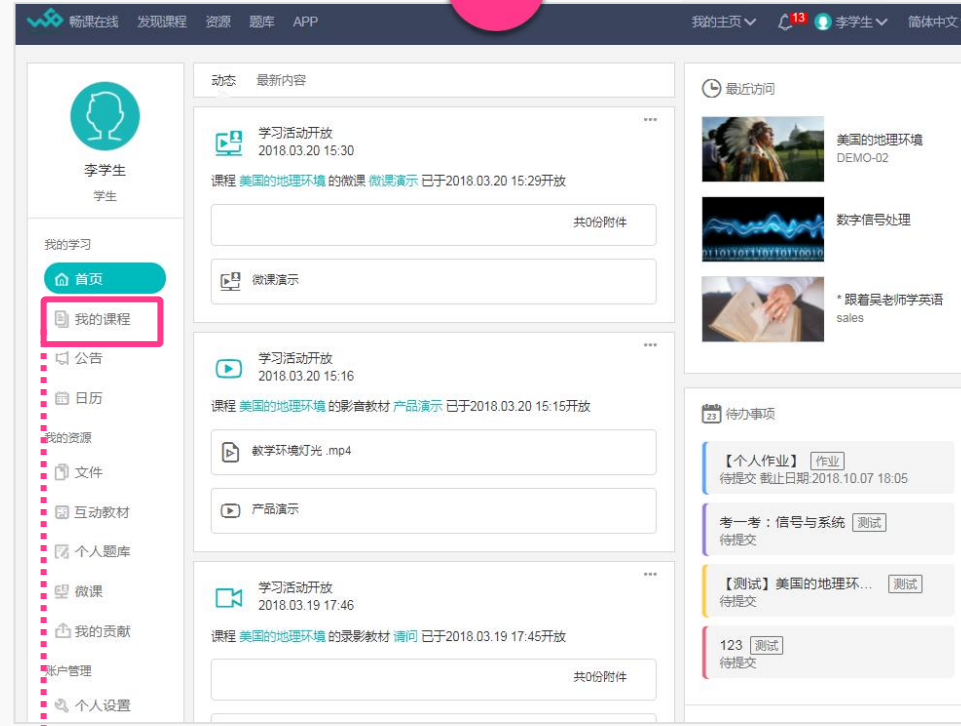 畅课在线 发现课程 资源 题库 APP 我的主页 13 李学生 简体中文
李学生
学生
我的学习
首页
我的课程
公告
日历
我的资源
文件
互动教材
个人题库
微课
我的贡献
账户管理
个人设置
动态 最新内容
学习活动开放
2018.03.20 15:30
课程 美国的地理环境 的微课 微课演示 已于2018.03.20 15:29开放
共0份附件
微课演示
学习活动开放
2018.03.20 15:16
课程 美国的地理环境 的影音教材 产品演示 已于2018.03.20 15:15开放
教学环境灯光 .mp4
产品演示
学习活动开放
2018.03.19 17:46
课程 美国的地理环境 的录影教材 请问 已于2018.03.19 17:45开放
共0份附件
最近访问
美国的地理环境
DEMO-02
数字信号处理
* 跟着吴老师学英语
sales
23 待办事项
【个人作业】 作业
待提交 截止日期:2018.10.07 18:05
考一考：信号与系统 测试
待提交
【测试】美国的地理环... 测试
待提交
123 测试
待提交